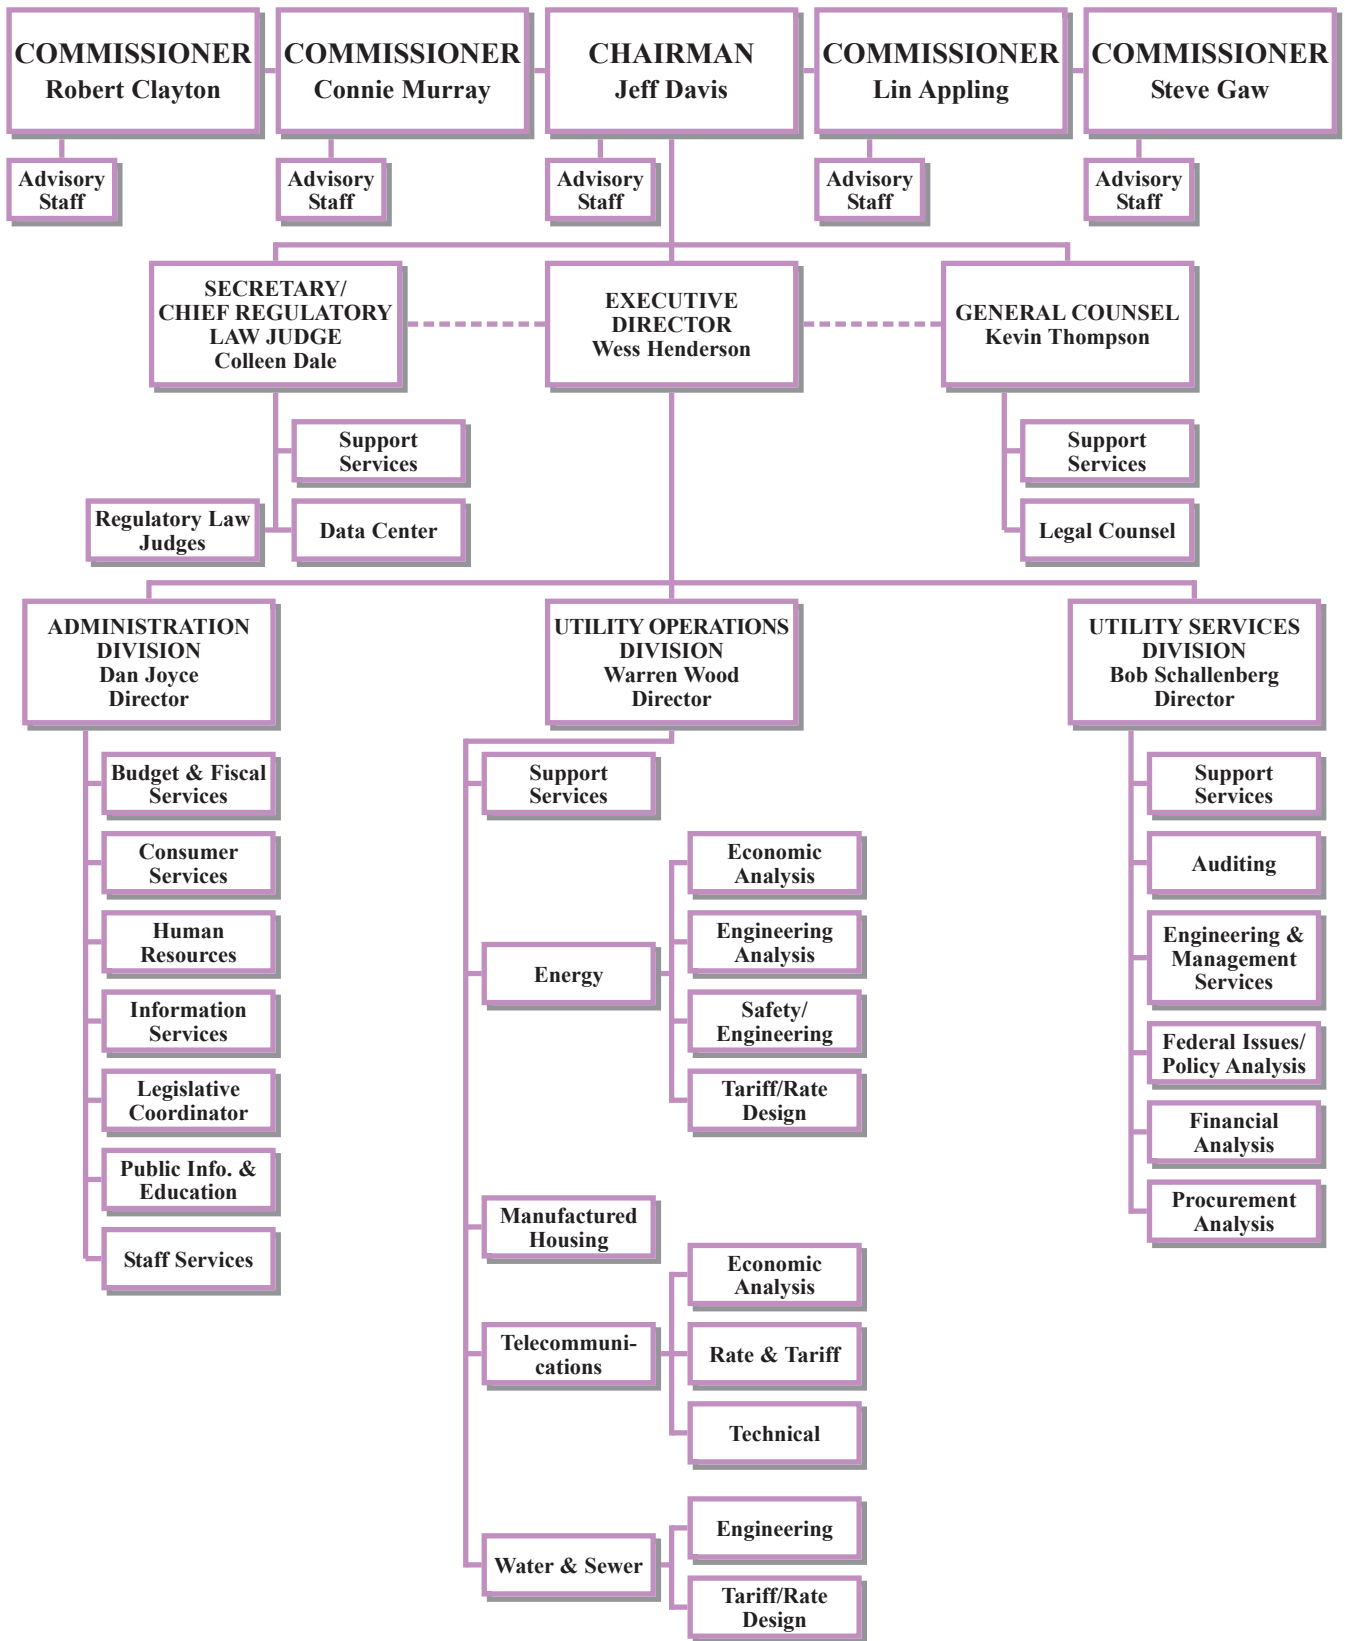 COMMISSIONER
Robert Clayton
COMMISSIONER
Connie Murray
CHAIRMAN
Jeff Davis
COMMISSIONER
Lin Appling
COMMISSIONER
Steve Gaw
Advisory
Staff
Advisory
Staff
Advisory
Staff
Advisory
Staff
Advisory
Staff
SECRETARY/
CHIEF REGULATORY
LAW JUDGE
Colleen Dale
EXECUTIVE
DIRECTOR
Wess Henderson
GENERAL COUNSEL
Kevin Thompson
Support
Services
Regulatory Law
Judges
Data Center
Support
Services
Legal Counsel
ADMINISTRATION
DIVISION
Dan Joyce
Director
UTILITY OPERATIONS
DIVISION
Warren Wood
Director
UTILITY SERVICES
DIVISION
Bob Schallenberg
Director
Budget & Fiscal
Services
Consumer
Services
Human
Resources
Information
Services
Legislative
Coordinator
Public Info. &
Education
Staff Services
Support
Services
Energy
Economic
Analysis
Engineering
Analysis
Safety/
Engineering
Tariff/Rate
Design
Manufactured
Housing
Telecommuni-
cations
Economic
Analysis
Rate & Tariff
Technical
Water & Sewer
Engineering
Tariff/Rate
Design
Support
Services
Auditing
Engineering &
Management
Services
Federal Issues/
Policy Analysis
Financial
Analysis
Procurement
Analysis